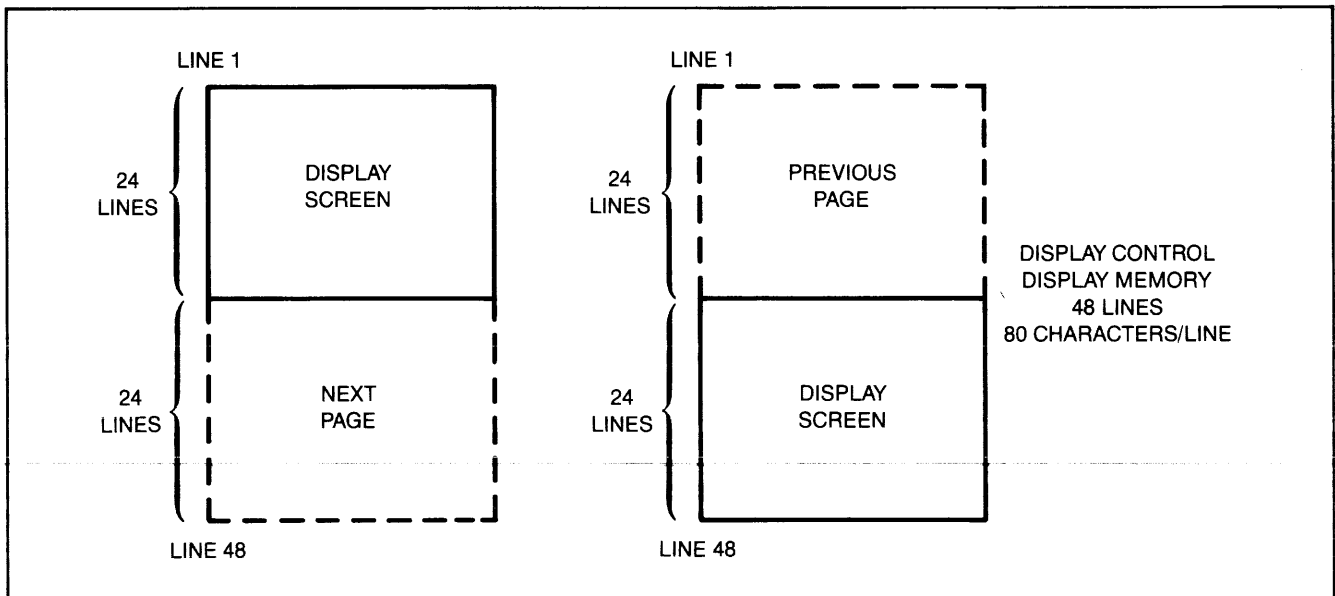 LINE 1
24
LINES
DISPLAY
SCREEN
24
LINES
NEXT
PAGE
LINE 48
LINE 1
24
LINES
PREVIOUS
PAGE
24
LINES
DISPLAY
SCREEN
LINE 48
DISPLAY CONTROL
DISPLAY MEMORY
48 LINES
80 CHARACTERS/LINE